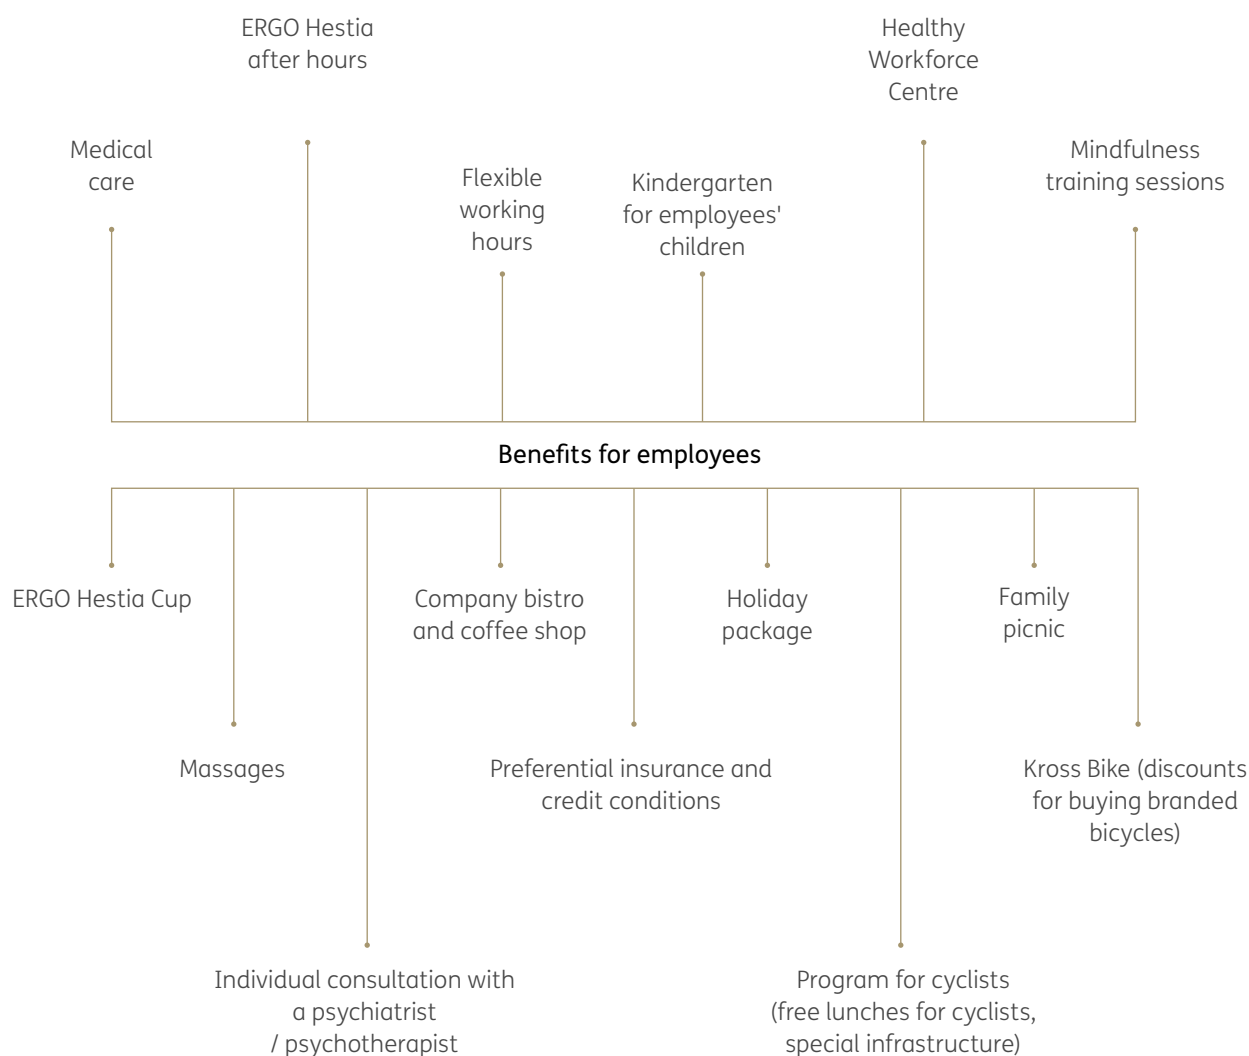 ERGO Hestia
after hours
Healthy
Workforce
Centre
Medical
care
Flexible
working
hours
Kindergarten
for employees'
children
Mindfulness
training sessions
Benefits for employees
ERGO Hestia Cup
Company bistro
and coffee shop
Holiday
package
Family
picnic
Massages
Preferential insurance and
credit conditions
Kross Bike (discounts
for buying branded
bicycles)
Individual consultation with
a psychiatrist
/ psychotherapist
Program for cyclists
(free lunches for cyclists,
special infrastructure)